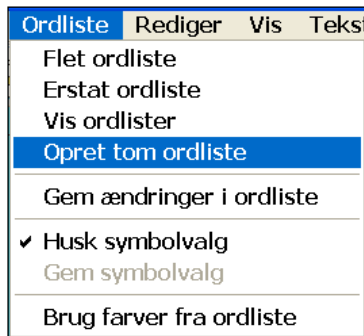 Ordliste Rediger Vis Tekst
Flet ordliste
Erstat ordliste
Vis ordlister
Opret tom ordliste
Gem ændringer i ordliste
Husk symbolvalg
Gem symbolvalg
Brug farver fra ordliste